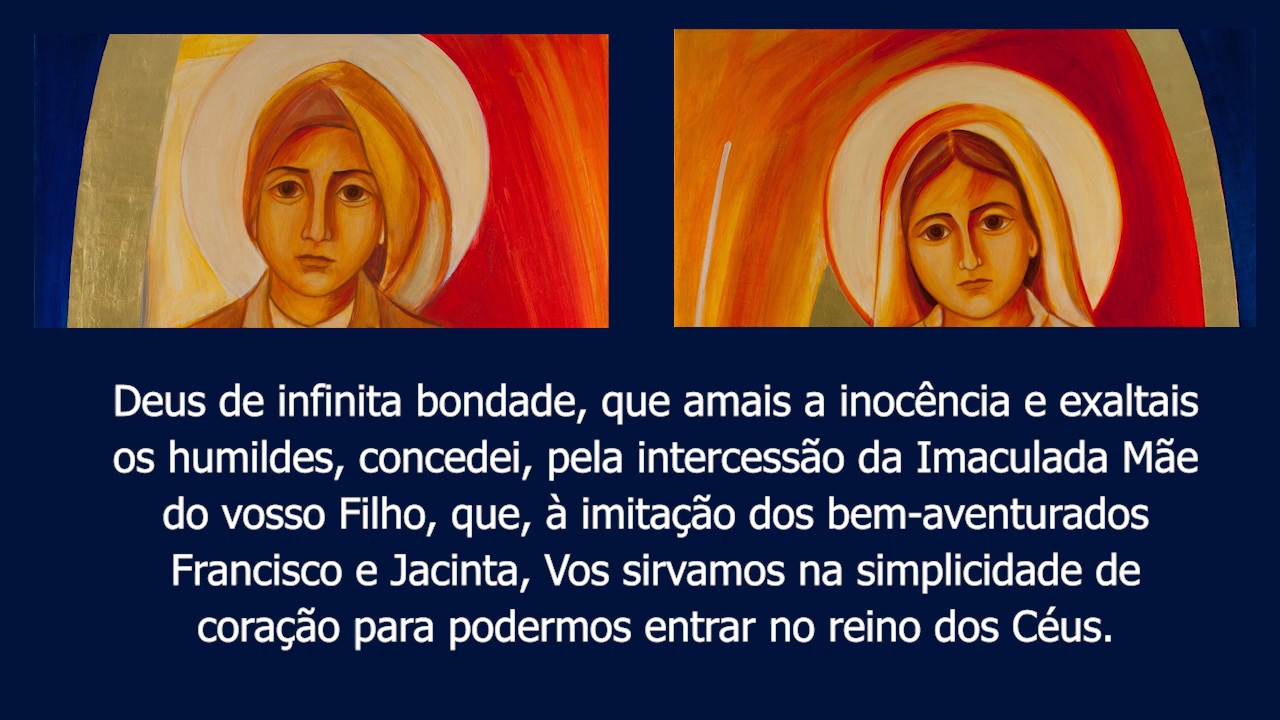 Deus de infinita bondade, que amais a inocência e exaltais
os humildes, concedei, pela intercessão da Imaculada Mãe
do vosso Filho, que, à imitação dos bem-aventurados
Francisco e Jacinta, Vos sirvamos na simplicidade de
coração para podermos entrar no reino dos Céus.